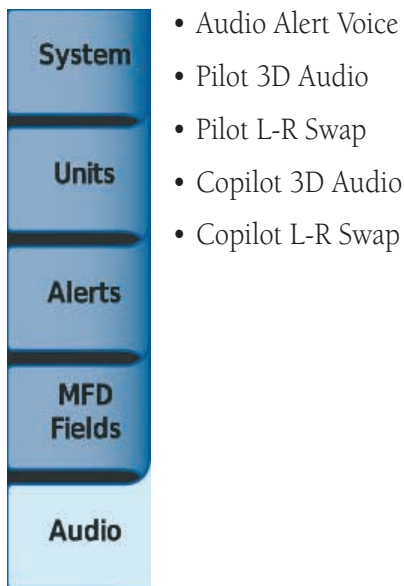 System
Units
Alerts
MFD
Fields
Audio
• Audio Alert Voice
• Pilot 3D Audio
• Pilot L-R Swap
• Copilot 3D Audio
• Copilot L-R Swap